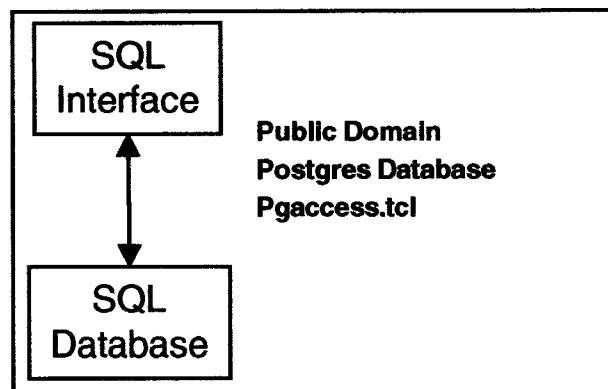 SQL
Interface
Public Domain
Postgres Database
Pgaccess.tcl
SQL
Database